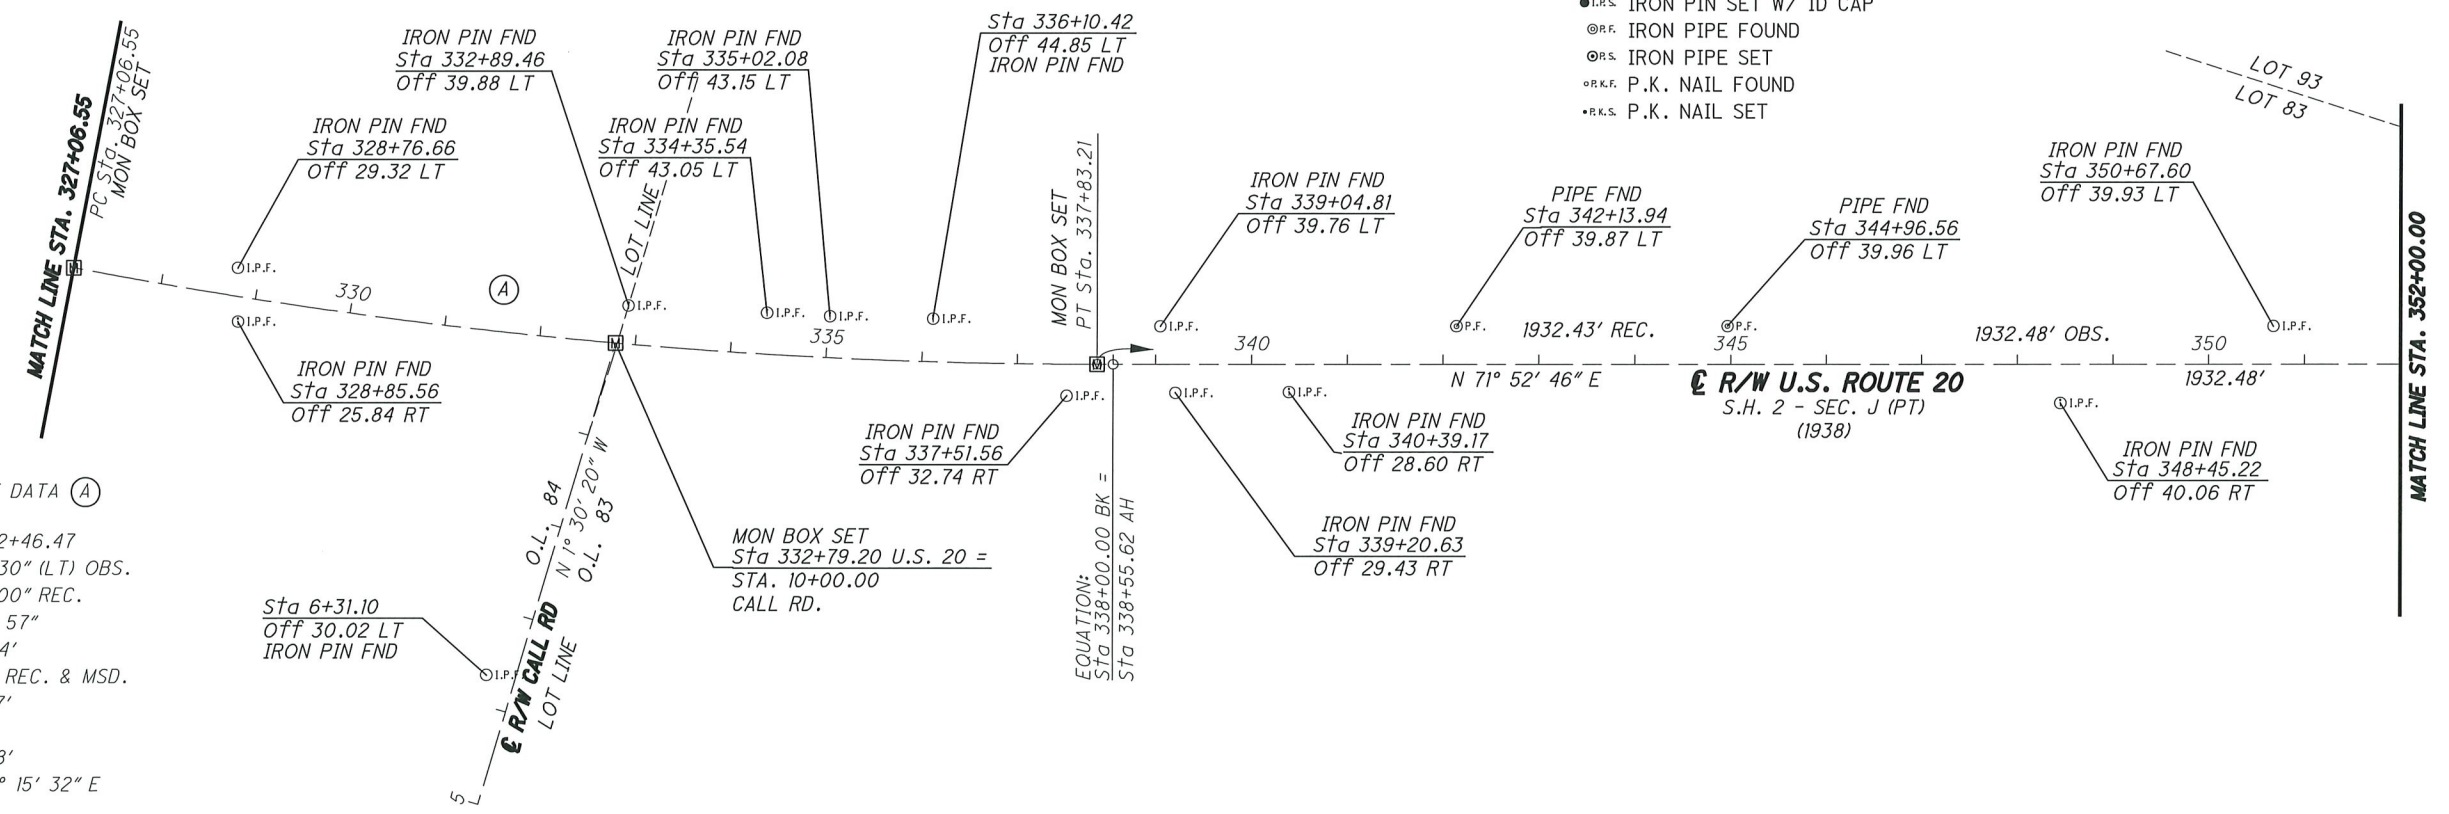 I.P.S. IRON PIN SET W/ ID CAP
P.F. IRON PIPE FOUND
P.S. IRON PIPE SET
P.K.F. P.K. NAIL FOUND
P.K.S. P.K. NAIL SET
LOT 93
LOT 83
MATCH LINE STA. 327+06.55
PC Sta. 327+06.55
MON BOX SET
IRON PIN FND
Sta 328+76.66
Off 29.32 LT
I.P.F.
IRON PIN FND
Sta 332+89.46
Off 39.88 LT
I.P.F.
IRON PIN FND
Sta 335+02.08
Off 43.15 LT
I.P.F.
IRON PIN FND
Sta 334+35.54
Off 43.05 LT
I.P.F.
Sta 336+10.42
Off 44.85 LT
IRON PIN FND
I.P.F.
LOT LINE
330
A
335
MON BOX SET
PT Sta. 337+83.21
IRON PIN FND
Sta 339+04.81
Off 39.76 LT
I.P.F.
PIPE FND
Sta 342+13.94
Off 39.87 LT
P.F.
PIPE FND
Sta 344+96.56
Off 39.96 LT
P.F.
IRON PIN FND
Sta 350+67.60
Off 39.93 LT
I.P.F.
340
1932.43' REC.
345
1932.48' OBS.
350
M
M
M
N 71° 52' 46" E
℄ R/W U.S. ROUTE 20
S.H. 2 - SEC. J (PT)
(1938)
1932.48'
MATCH LINE STA. 352+00.00
I.P.F.
IRON PIN FND
Sta 328+85.56
Off 25.84 RT
I.P.F.
IRON PIN FND
Sta 337+51.56
Off 32.74 RT
I.P.F.
IRON PIN FND
Sta 339+20.63
Off 29.43 RT
I.P.F.
IRON PIN FND
Sta 340+39.17
Off 28.60 RT
I.P.F.
IRON PIN FND
Sta 348+45.22
Off 40.06 RT
EQUATION:
Sta 338+00.00 BK =
Sta 338+55.62 AH
MON BOX SET
Sta 332+79.20 U.S. 20 =
STA. 10+00.00
CALL RD.
O.L. 84
N 1° 30' 20" W
O.L. 83
℄ R/W CALL RD
LOT LINE
5
Sta 6+31.10
Off 30.02 LT
IRON PIN FND
I.P.F.
DATA A
2+46.47
30" (LT) OBS.
00" REC.
57"
4'
REC. & MSD.
7'
8'
° 15' 32" E